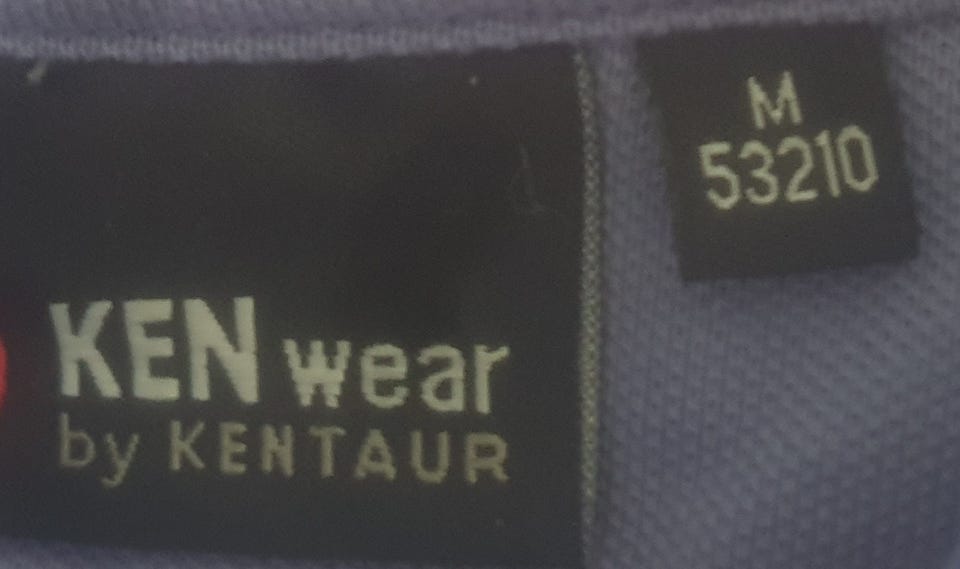 KEN wear
by KENTAUR
M
53210